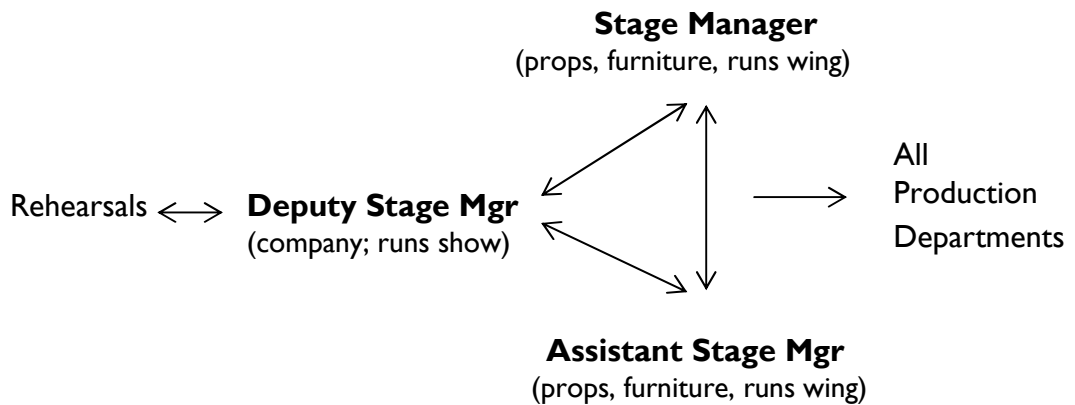 Stage Manager
(props, furniture, runs wing)
Rehearsals
Deputy Stage Mgr
(company; runs show)
All
Production
Departments
Assistant Stage Mgr
(props, furniture, runs wing)